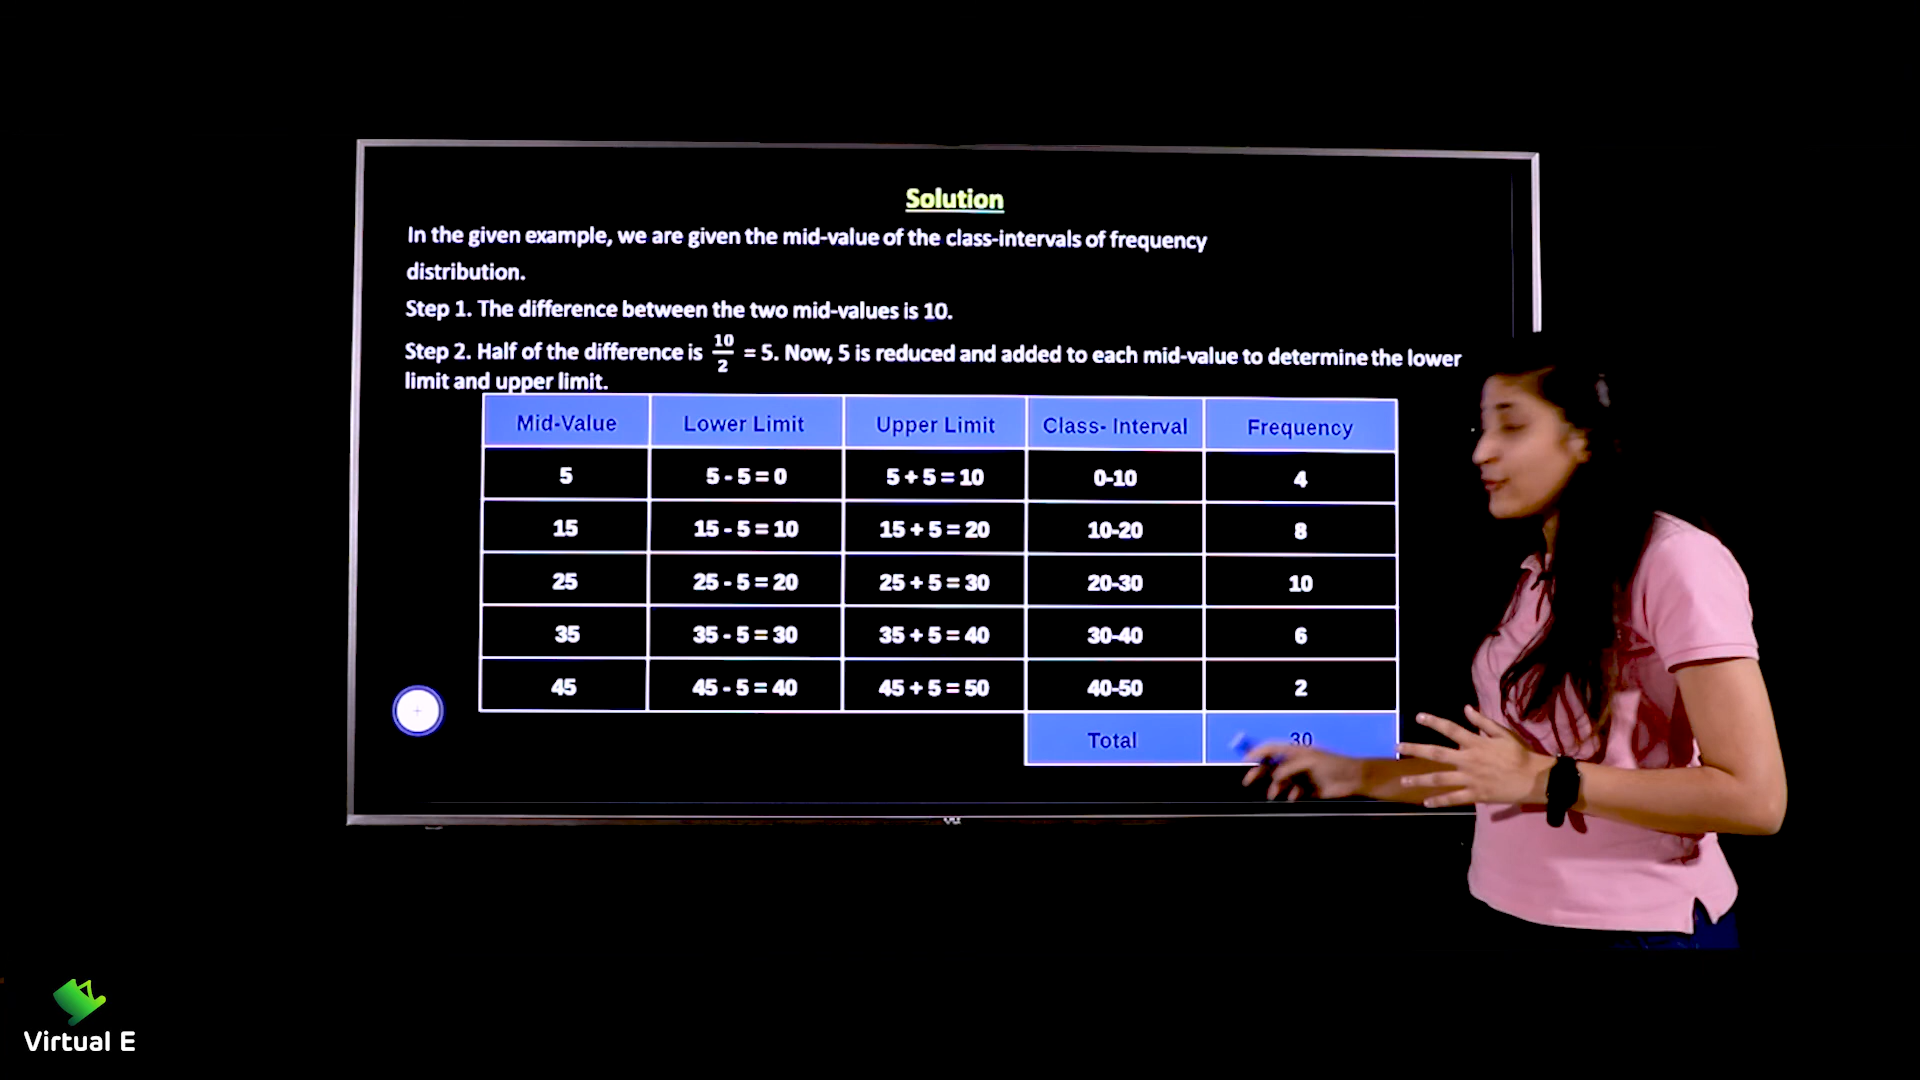 Solution
In the given example, we are given the mid-value of the class-intervals of frequency
distribution.
Step 1. The difference between the two mid-values is 10.
Step 2. Half of the difference is 10/2 = 5. Now, 5 is reduced and added to each mid-value to determine the lower
limit and upper limit.
Mid-Value Lower Limit Upper Limit Class- Interval Frequency
5 5 - 5 = 0 5 + 5 = 10 0-10 4
15 15 - 5 = 10 15 + 5 = 20 10-20 8
25 25 - 5 = 20 25 + 5 = 30 20-30 10
35 35 - 5 = 30 35 + 5 = 40 30-40 6
45 45 - 5 = 40 45 + 5 = 50 40-50 2
Total 30
Virtual E